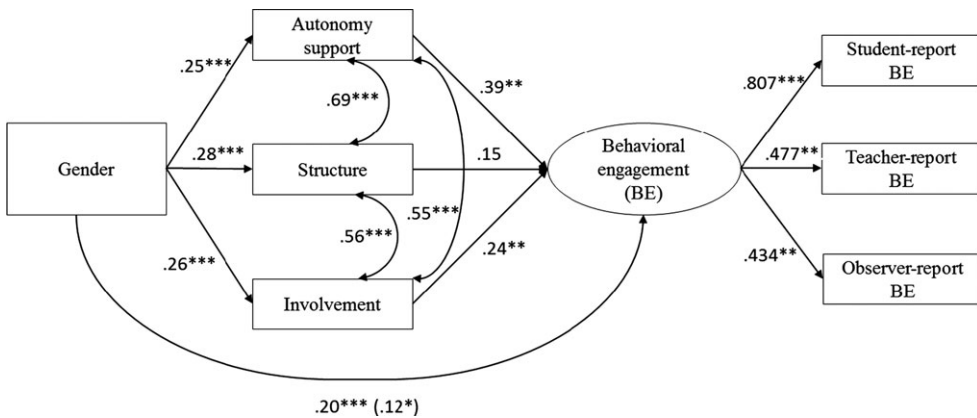 Autonomy
support
Student-report
BE
.25***
.39**
.807***
.69***
Gender
.28***
Structure
.15
Behavioral
engagement
(BE)
.477**
Teacher-report
BE
.55***
.56***
.26***
.24**
.434**
Involvement
Observer-report
BE
.20*** (.12*)